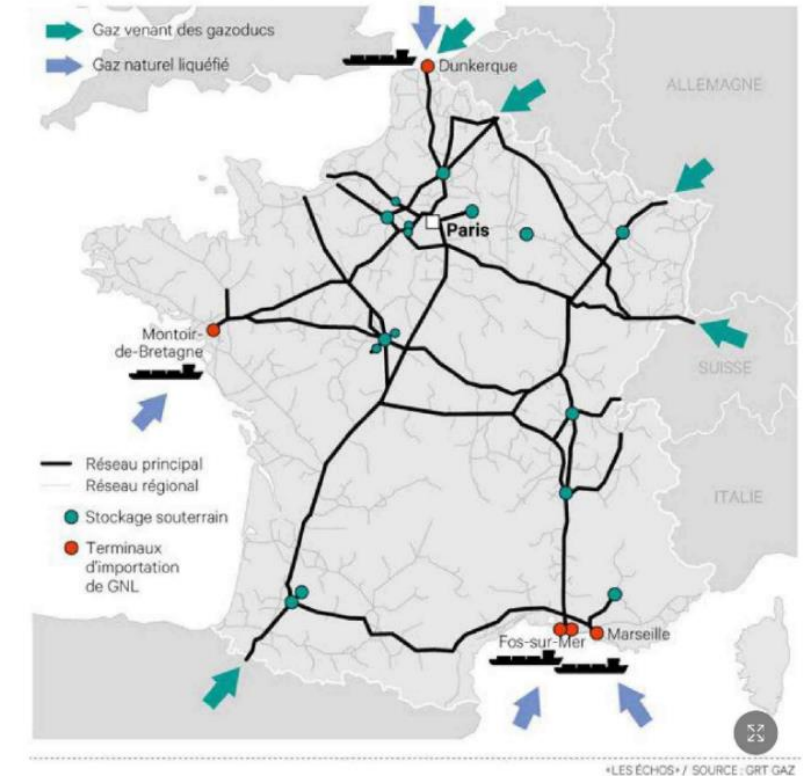 Gaz venant des gazoducs
Gaz naturel liquéfié
Dunkerque
ALLEMAGNE
Paris
Montoir-
de-Bretagne
SUISSE
Réseau principal
Réseau régional
ITALIE
Stockage souterrain
Terminaux
d'importation
de GNL
Fos-sur-Mer
Marseille
«LES ÉCHOS» / SOURCE : GRT GAZ